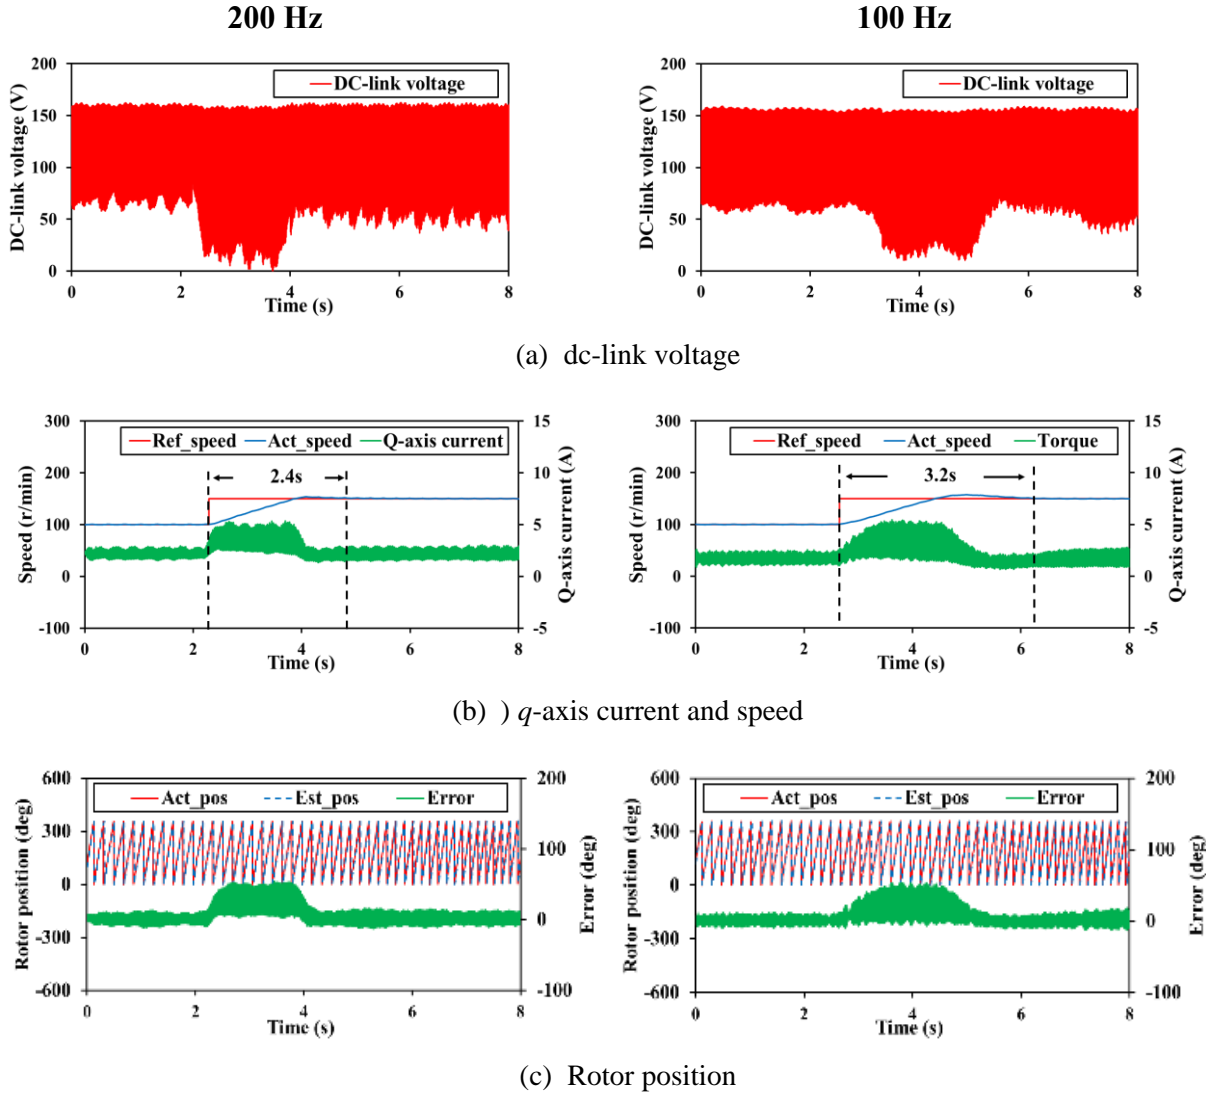 200 Hz
100 Hz
DC-link voltage (V)
200
150
100
50
0
DC-link voltage
0 2 4 6 8
Time (s)
DC-link voltage (V)
200
150
100
50
0
DC-link voltage
0 2 4 6 8
Time (s)
(a) dc-link voltage
Speed (r/min)
300
200
100
0
-100
Ref_speed Act_speed Q-axis current
2.4s
15
10
5
0
-5
Q-axis current (A)
0 2 4 6 8
Time (s)
Speed (r/min)
300
200
100
0
-100
Ref_speed Act_speed Torque
3.2s
15
10
5
0
-5
Q-axis current (A)
0 2 4 6 8
Time (s)
(b) ) q-axis current and speed
Rotor position (deg)
600
300
0
-300
-600
Act_pos Est_pos Error
200
100
0
-100
Error (deg)
0 2 4 6 8
Time (s)
Rotor position (deg)
600
300
0
-300
-600
Act_pos Est_pos Error
200
100
0
-100
Error (deg)
0 2 4 6 8
Time (s)
(c) Rotor position